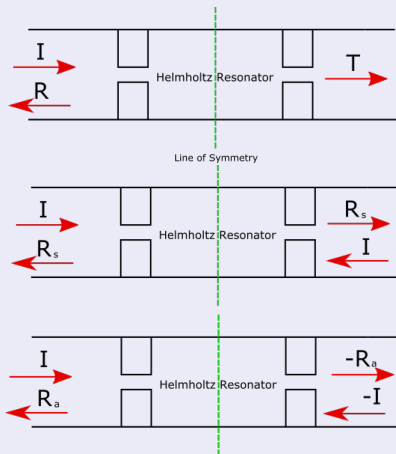 I
T
Helmholtz Resonator
R
Line of Symmetry
I
Rs
Helmholtz Resonator
Rs
I
I
-Ra
Helmholtz Resonator
Ra
-I